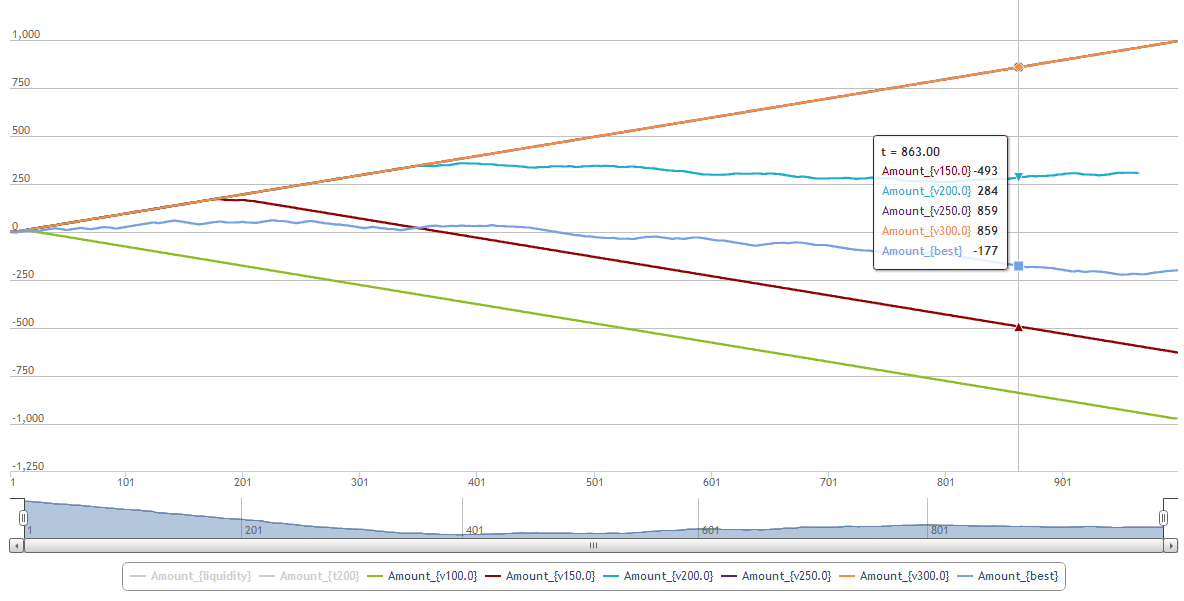 1,000
750
500
250
0
-250
-500
-750
-1,000
-1,250
t = 863.00
Amount_{v150.0} -493
Amount_{v200.0} 284
Amount_{v250.0} 859
Amount_{v300.0} 859
Amount_{best} -177
1 101 201 301 401 501 601 701 801 901
1 201 401 601 801
Amount_{liquidity} Amount_{t200} Amount_{v100.0} Amount_{v150.0} Amount_{v200.0} Amount_{v250.0} Amount_{v300.0} Amount_{best}